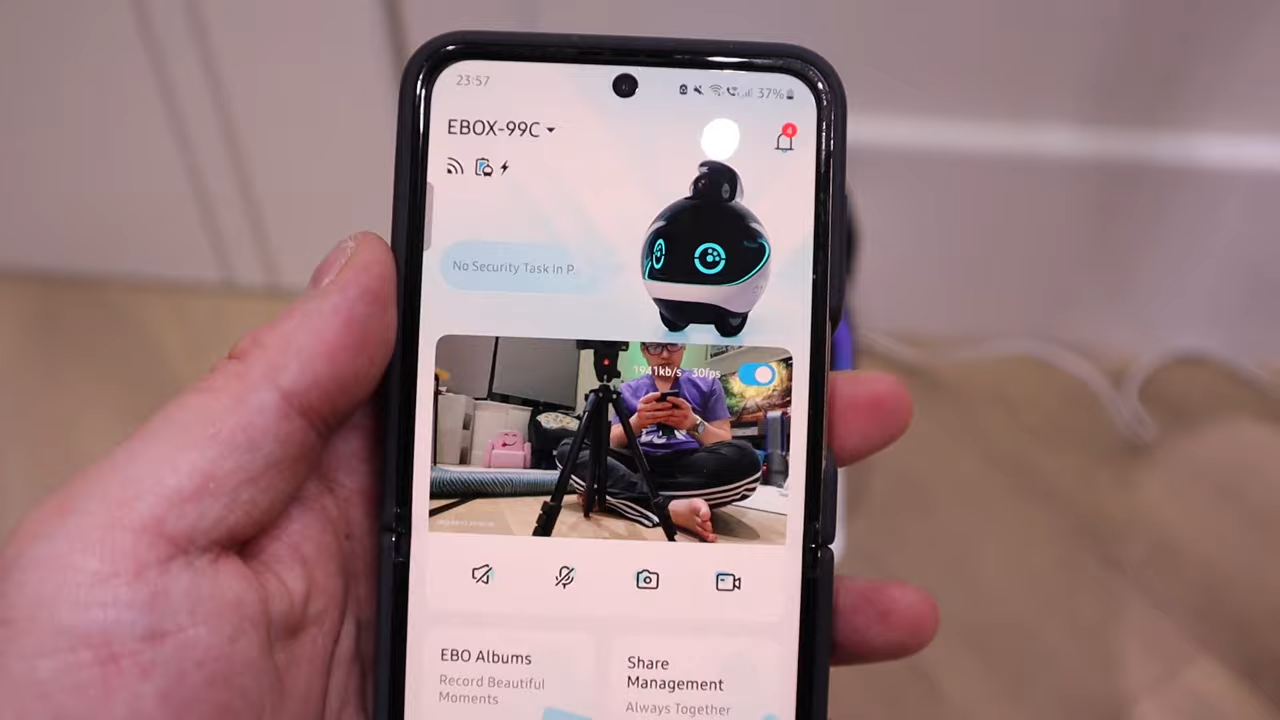 23:57
37%
EBOX-99C
4
No Security Task In P.
1941kb/s 30fps
EBO Albums
Share
Management
Record Beautiful
Moments
Always Together